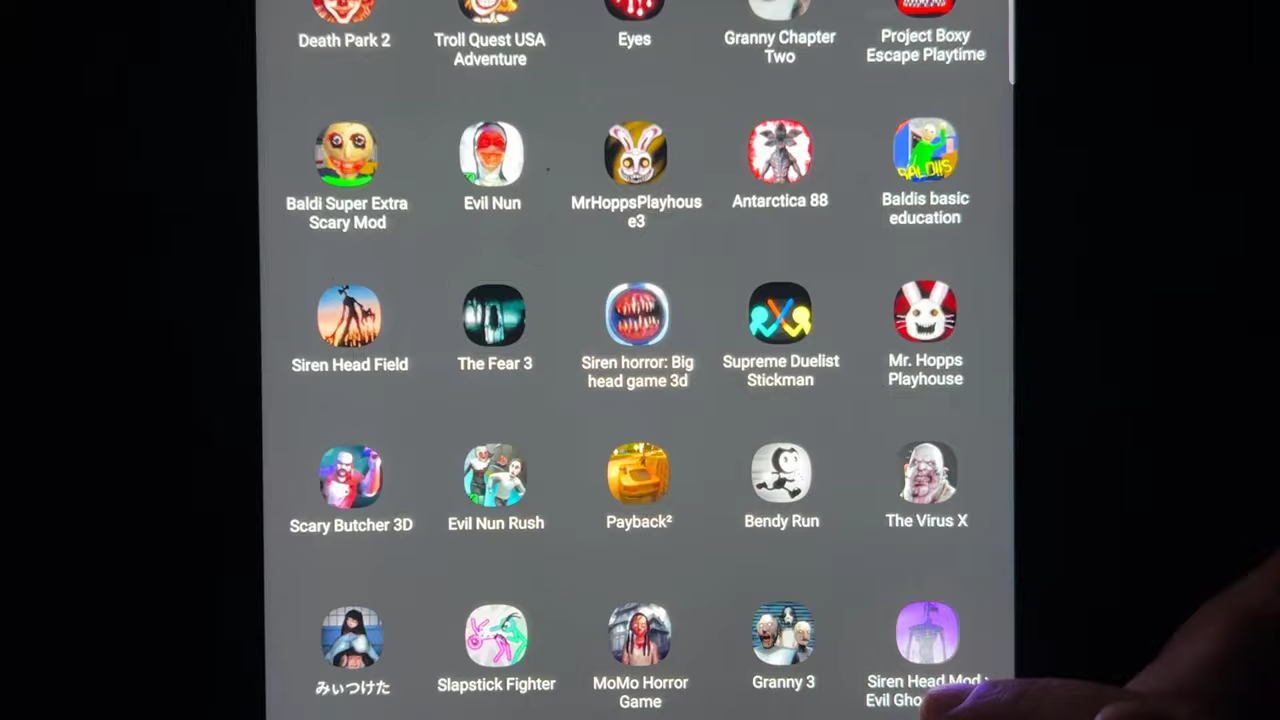 Death Park 2
Troll Quest USA
Adventure
Eyes
Granny Chapter
Two
Project Boxy
Escape Playtime
Baldi Super Extra
Scary Mod
Evil Nun
MrHoppsPlayhous
e3
Antarctica 88
BALDIS
Baldis basic
education
Siren Head Field
The Fear 3
Siren horror: Big
head game 3d
Supreme Duelist
Stickman
Mr. Hopps
Playhouse
Scary Butcher 3D
Evil Nun Rush
Payback²
Bendy Run
The Virus X
みぃつけた
Slapstick Fighter
MoMo Horror
Game
Granny 3
Siren Head Mod
Evil